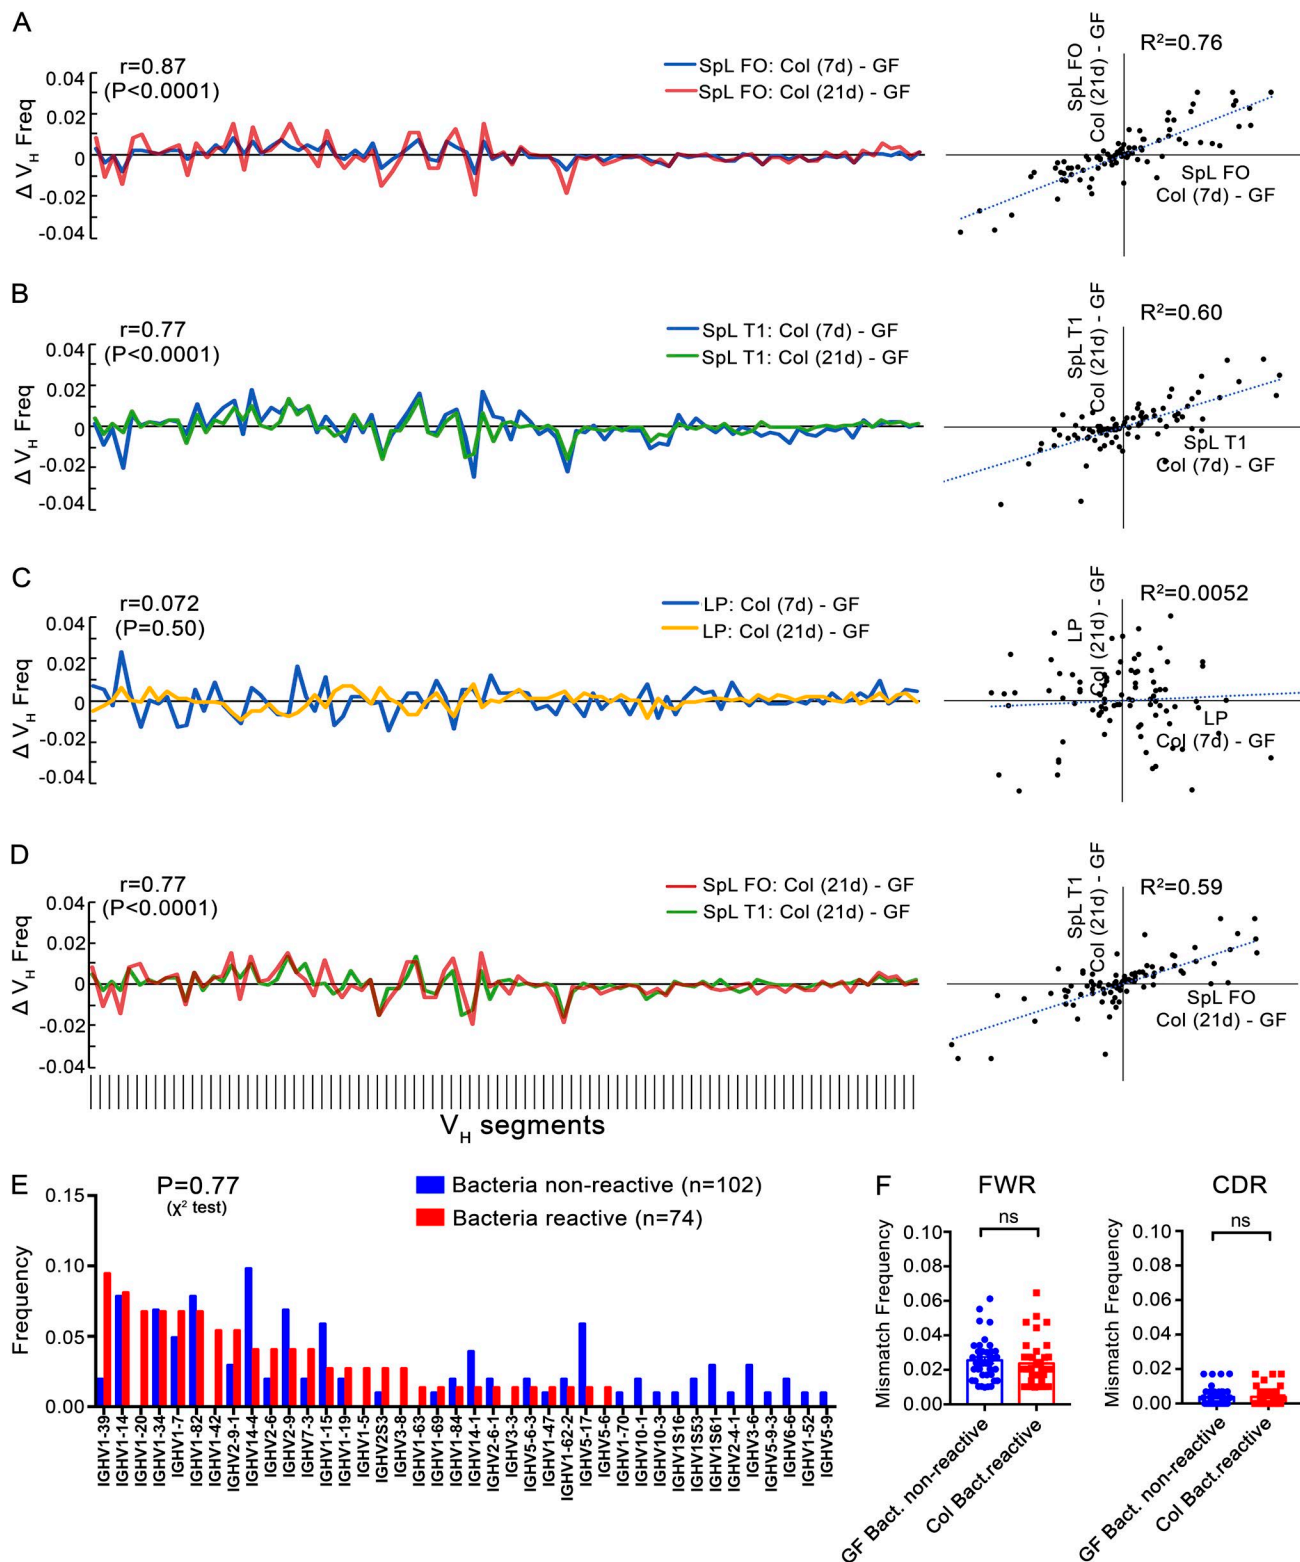 A
r=0.87
(P<0.0001)
SpL FO: Col (7d) - GF
SpL FO: Col (21d) - GF
Δ VH Freq
0.04
0.02
0
-0.02
-0.04
SpL FO
Col (21d) - GF
R²=0.76
SpL FO
Col (7d) - GF
B
r=0.77
(P<0.0001)
SpL T1: Col (7d) - GF
SpL T1: Col (21d) - GF
Δ VH Freq
0.04
0.02
0
-0.02
-0.04
SpL T1
Col (21d) - GF
R²=0.60
SpL T1
Col (7d) - GF
C
r=0.072
(P=0.50)
LP: Col (7d) - GF
LP: Col (21d) - GF
Δ VH Freq
0.04
0.02
0
-0.02
-0.04
LP
Col (21d) - GF
R²=0.0052
LP
Col (7d) - GF
D
r=0.77
(P<0.0001)
SpL FO: Col (21d) - GF
SpL T1: Col (21d) - GF
Δ VH Freq
0.04
0.02
0
-0.02
-0.04
VH segments
SpL T1
Col (21d) - GF
R²=0.59
SpL FO
Col (21d) - GF
E
P=0.77
(χ² test)
Bacteria non-reactive (n=102)
Bacteria reactive (n=74)
Frequency
0.15
0.10
0.05
0.00
IGHV1-39
IGHV1-14
IGHV1-20
IGHV1-34
IGHV1-7
IGHV1-82
IGHV1-42
IGHV2-9-1
IGHV14-4
IGHV2-6
IGHV2-9
IGHV7-3
IGHV1-15
IGHV1-19
IGHV1-5
IGHV2S3
IGHV3-8
IGHV1-63
IGHV1-69
IGHV1-84
IGHV14-1
IGHV2-6-1
IGHV3-3
IGHV5-6-3
IGHV1-47
IGHV1-62-2
IGHV5-17
IGHV5-6
IGHV1-70
IGHV10-1
IGHV10-3
IGHV1S16
IGHV1S53
IGHV1S61
IGHV2-4-1
IGHV3-6
IGHV5-9-3
IGHV6-6
IGHV1-52
IGHV5-9
F
FWR
ns
Mismatch Frequency
0.10
0.08
0.06
0.04
0.02
0.00
GF Bact. non-reactive
Col Bact.reactive
CDR
ns
Mismatch Frequency
0.10
0.08
0.06
0.04
0.02
0.00
GF Bact. non-reactive
Col Bact.reactive